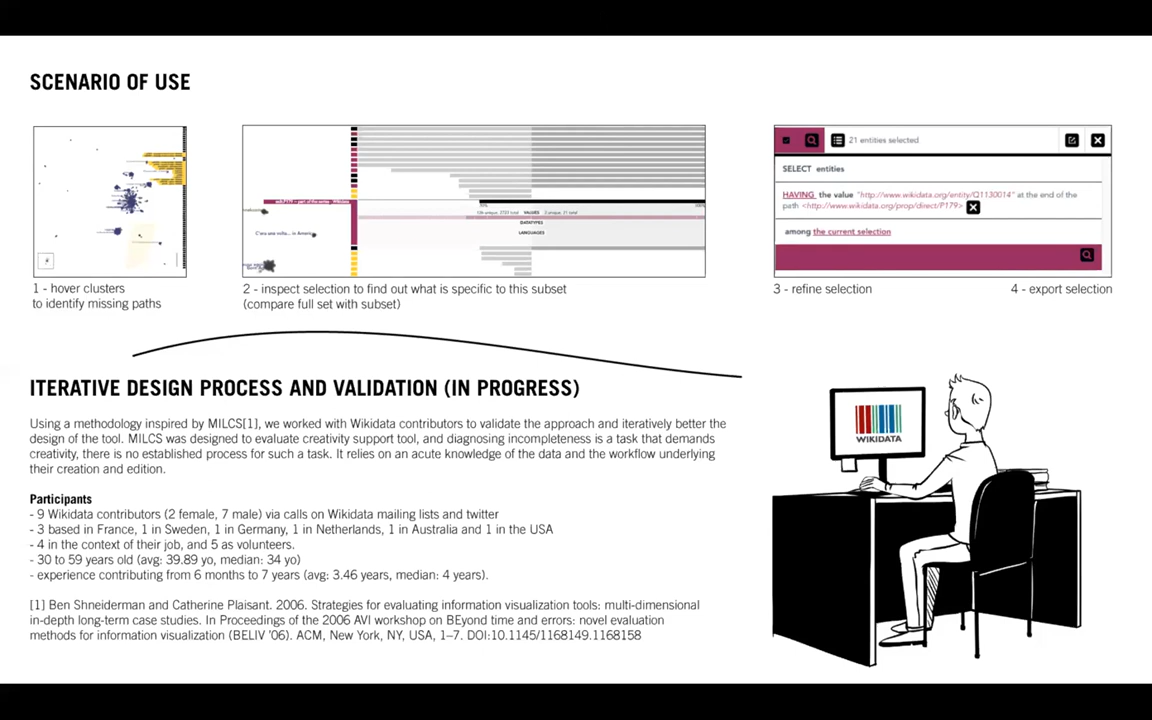 SCENARIO OF USE
21 entities selected
SELECT entities
HAVING the value "http://www.wikidata.org/entity/Q1130014" at the end of the
path <http://www.wikidata.org/prop/direct/P179>
among the current selection
VALUES
DATATYPES
LANGUAGES
C'era una volta... in America
1 - hover clusters
to identify missing paths
2 - inspect selection to find out what is specific to this subset
(compare full set with subset)
3 - refine selection
4 - export selection
ITERATIVE DESIGN PROCESS AND VALIDATION (IN PROGRESS)
Using a methodology inspired by MILCS[1], we worked with Wikidata contributors to validate the approach and iteratively better the
design of the tool. MILCS was designed to evaluate creativity support tool, and diagnosing incompleteness is a task that demands
creativity, there is no established process for such a task. It relies on an acute knowledge of the data and the workflow underlying
their creation and edition.
Participants
- 9 Wikidata contributors (2 female, 7 male) via calls on Wikidata mailing lists and twitter
- 3 based in France, 1 in Sweden, 1 in Germany, 1 in Netherlands, 1 in Australia and 1 in the USA
- 4 in the context of their job, and 5 as volunteers.
- 30 to 59 years old (avg: 39.89 yo, median: 34 yo)
- experience contributing from 6 months to 7 years (avg: 3.46 years, median: 4 years).
[1] Ben Shneiderman and Catherine Plaisant. 2006. Strategies for evaluating information visualization tools: multi-dimensional
in-depth long-term case studies. In Proceedings of the 2006 AVI workshop on BEyond time and errors: novel evaluation
methods for information visualization (BELIV '06). ACM, New York, NY, USA, 1–7. DOI:10.1145/1168149.1168158
WIKIDATA